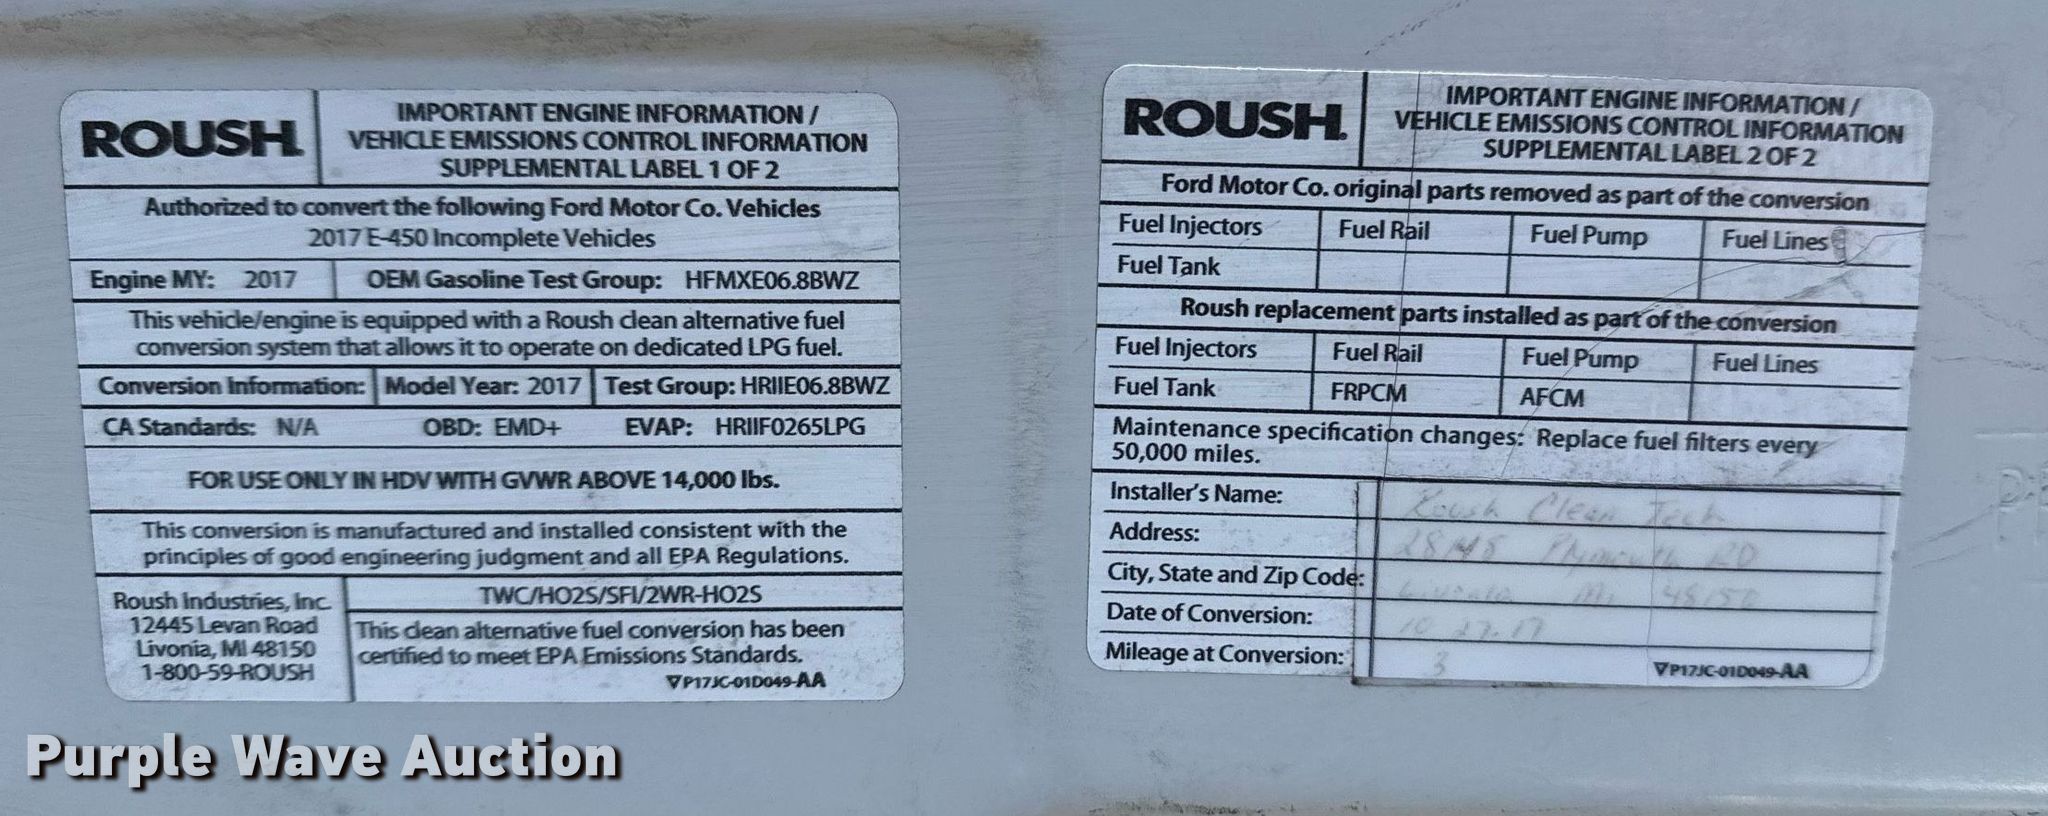 ROUSH
IMPORTANT ENGINE INFORMATION /
VEHICLE EMISSIONS CONTROL INFORMATION
SUPPLEMENTAL LABEL 1 OF 2
Authorized to convert the following Ford Motor Co. Vehicles
2017 E-450 Incomplete Vehicles
Engine MY: 2017 OEM Gasoline Test Group: HFMXE06.8BWZ
This vehicle/engine is equipped with a Roush clean alternative fuel
conversion system that allows it to operate on dedicated LPG fuel.
Conversion Information: Model Year: 2017 Test Group: HRIIE06.8BWZ
CA Standards: N/A OBD: EMD+ EVAP: HRIIF0265LPG
FOR USE ONLY IN HDV WITH GVWR ABOVE 14,000 lbs.
This conversion is manufactured and installed consistent with the
principles of good engineering judgment and all EPA Regulations.
Roush Industries, Inc.
12445 Levan Road
Livonia, MI 48150
1-800-59-ROUSH
TWC/HO2S/SFI/2WR-HO2S
This clean alternative fuel conversion has been
certified to meet EPA Emissions Standards.
P17JC-01D049-AA
ROUSH
IMPORTANT ENGINE INFORMATION /
VEHICLE EMISSIONS CONTROL INFORMATION
SUPPLEMENTAL LABEL 2 OF 2
Ford Motor Co. original parts removed as part of the conversion
Fuel Injectors Fuel Rail Fuel Pump Fuel Lines
Fuel Tank
Roush replacement parts installed as part of the conversion
Fuel Injectors Fuel Rail Fuel Pump Fuel Lines
Fuel Tank FRPCM AFCM
Maintenance specification changes: Replace fuel filters every
50,000 miles.
Installer's Name: Roush Clean Tech
Address: Plymouth RD
City, State and Zip Code: Livonia Mi 48150
Date of Conversion: 10-27-17
Mileage at Conversion: 3
P17JC-01D049-AA
Purple Wave Auction